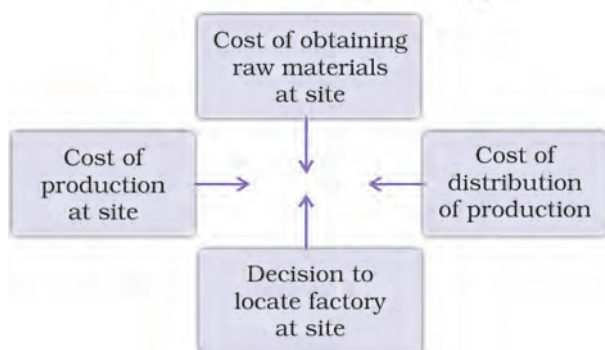 Cost of obtaining
raw materials
at site
Cost of
production
at site
Cost of
distribution
of production
Decision to
locate factory
at site